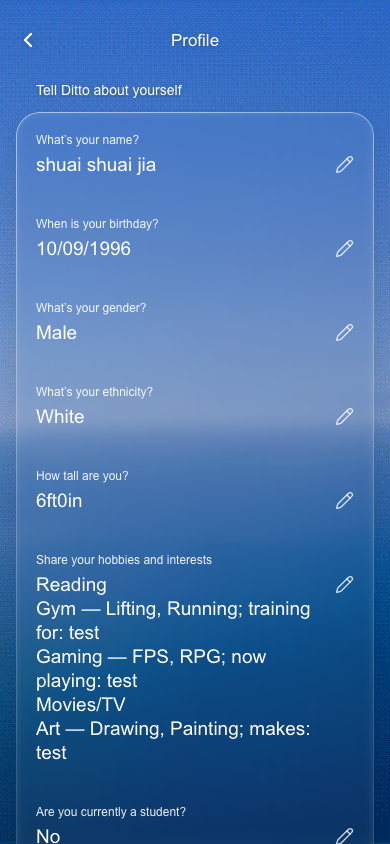 Profile
Tell Ditto about yourself
What's your name?
shuai shuai jia
When is your birthday?
10/09/1996
What's your gender?
Male
What's your ethnicity?
White
How tall are you?
6ft0in
Share your hobbies and interests
Reading
Gym — Lifting, Running; training
for: test
Gaming — FPS, RPG; now
playing: test
Movies/TV
Art — Drawing, Painting; makes:
test
Are you currently a student?
No